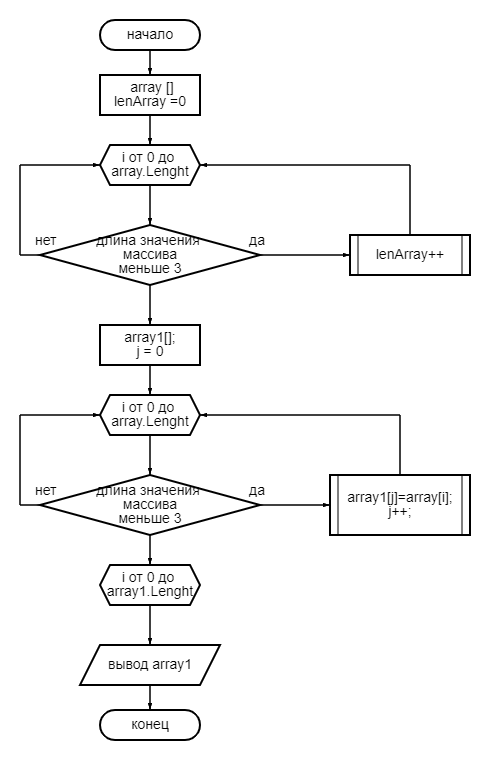 начало
array []
lenArray =0
i от 0 до
array.Lenght
нет
длина значения
массива
меньше 3
да
lenArray++
array1[];
j = 0
i от 0 до
array.Lenght
нет
длина значения
массива
меньше 3
да
array1[j]=array[i];
j++;
i от 0 до
array1.Lenght
вывод array1
конец